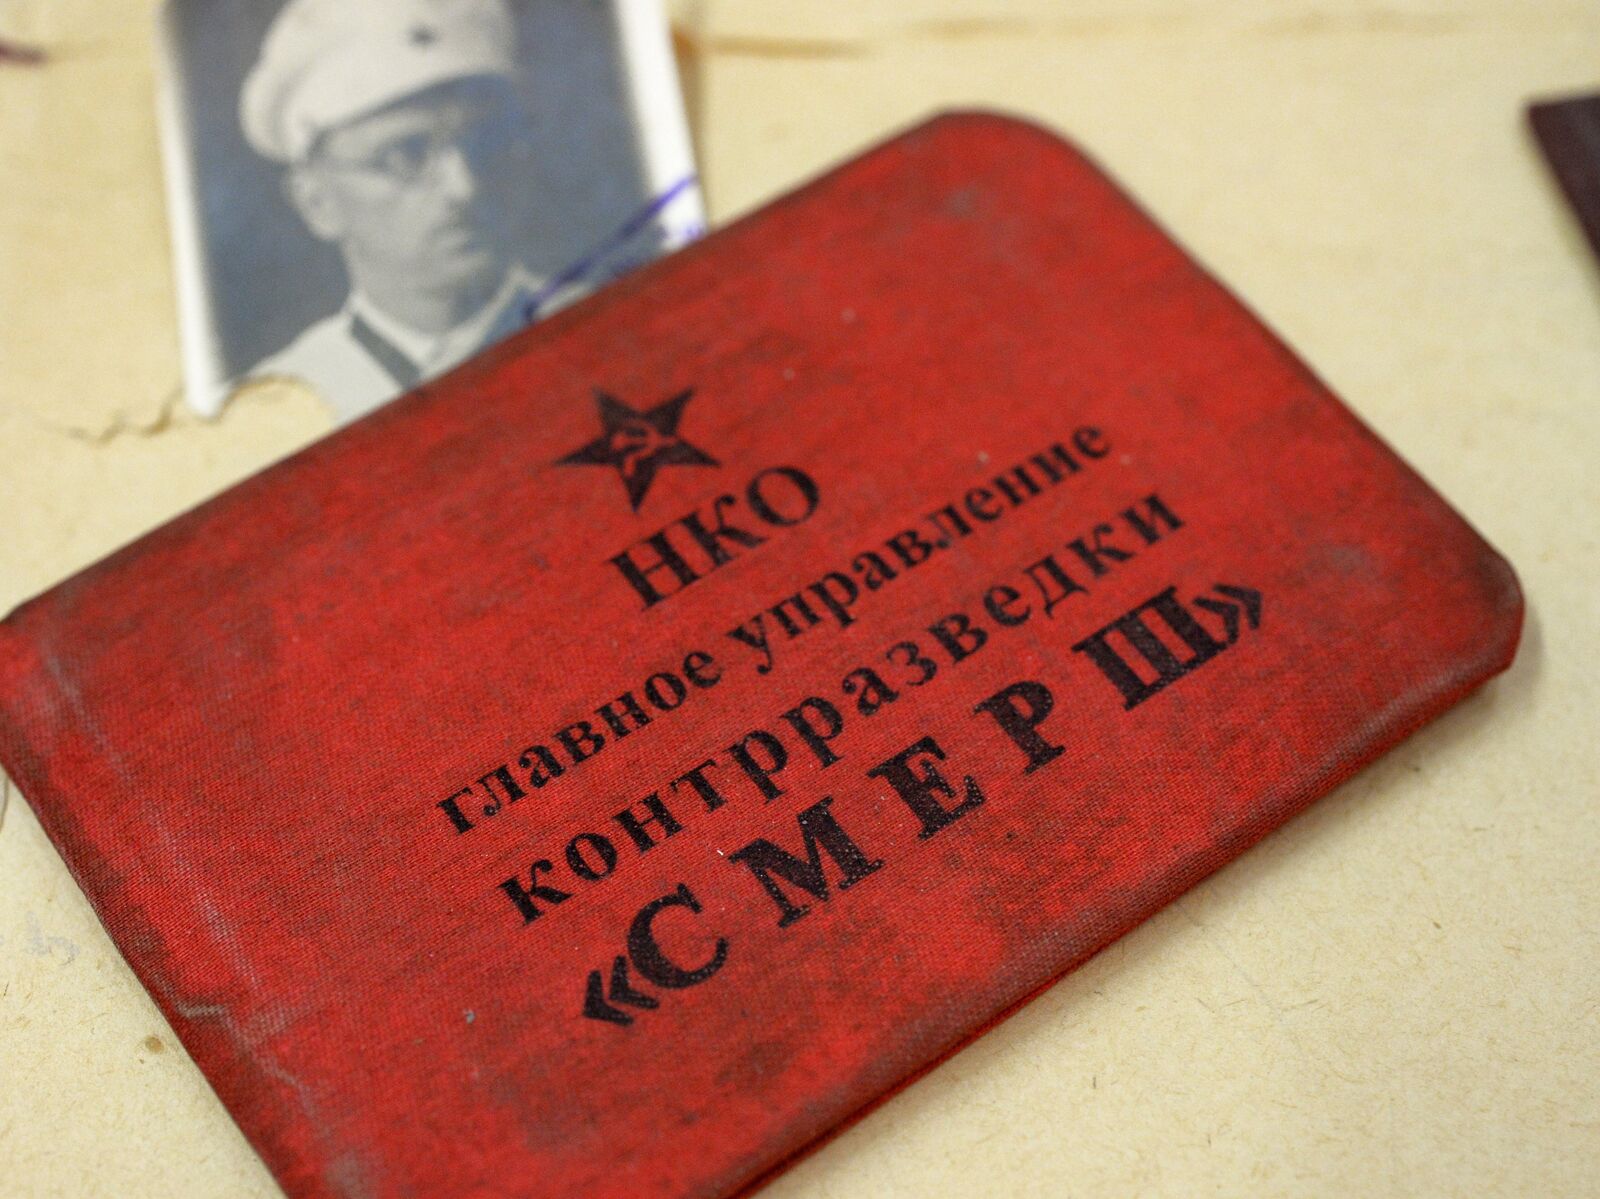 НКО
главное управление
контрразведки
«СМЕРШ»